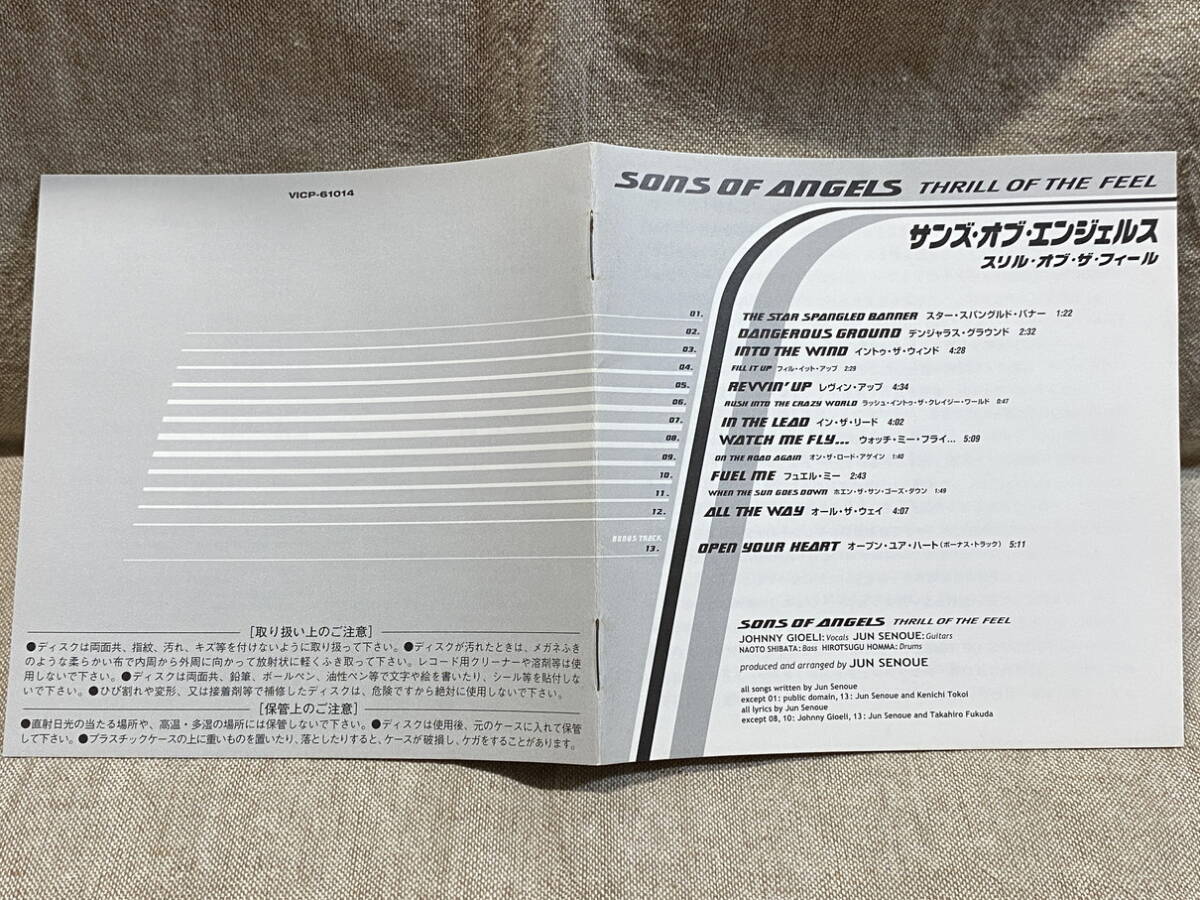 VICP-61014
[取り扱い上のご注意]
●ディスクは両面共、指紋、汚れ、キズ等を付けないように取り扱って下さい。●ディスクが汚れたときは、メガネふき
のような柔らかい布で内周から外周に向かって放射状に軽くふき取って下さい。レコード用クリーナーや溶剤等は使
用しないで下さい。●ディスクは両面共、鉛筆、ボールペン、油性ペン等で文字や絵を書いたり、シール等を貼付しな
いで下さい。●ひび割れや変形、又は接着剤等で補修したディスクは、危険ですから絶対に使用しないで下さい。
[保管上のご注意]
●直射日光の当たる場所や、高温・多湿の場所には保管しないで下さい。●ディスクは使用後、元のケースに入れて保管
して下さい。●プラスチックケースの上に重いものを置いたり、落としたりすると、ケースが破損し、ケガをすることがあります。
SONS OF ANGELS THRILL OF THE FEEL
サンズ・オブ・エンジェルス
スリル・オブ・ザ・フィール
01. THE STAR SPANGLED BANNER スター・スパングルド・バナー 1:22
02. DANGEROUS GROUND デンジャラス・グラウンド 2:32
03. INTO THE WIND イントゥ・ザ・ウィンド 4:28
04. FILL IT UP フィル・イット・アップ 2:29
05. REVVIN' UP レヴィン・アップ 4:34
06. RUSH INTO THE CRAZY WORLD ラッシュ・イントゥ・ザ・クレイジー・ワールド 0:47
07. IN THE LEAD イン・ザ・リード 4:02
08. WATCH ME FLY... ウォッチ・ミー・フライ... 5:09
09. ON THE ROAD AGAIN オン・ザ・ロード・アゲイン 1:40
10. FUEL ME フュエル・ミー 2:43
11. WHEN THE SUN GOES DOWN ホエン・ザ・サン・ゴーズ・ダウン 1:49
12. ALL THE WAY オール・ザ・ウェイ 4:07
BONUS TRACK
13. OPEN YOUR HEART オープン・ユア・ハート(ボーナス・トラック) 5:11
SONS OF ANGELS THRILL OF THE FEEL
JOHNNY GIOELI: Vocals JUN SENOUE: Guitars
NAOTO SHIBATA: Bass HIROTSUGU HOMMA: Drums
produced and arranged by JUN SENOUE
all songs written by Jun Senoue
except 01: public domain, 13: Jun Senoue and Kenichi Tokoi
all lyrics by Jun Senoue
except 08, 10: Johnny Gioeli, 13: Jun Senoue and Takahiro Fukuda